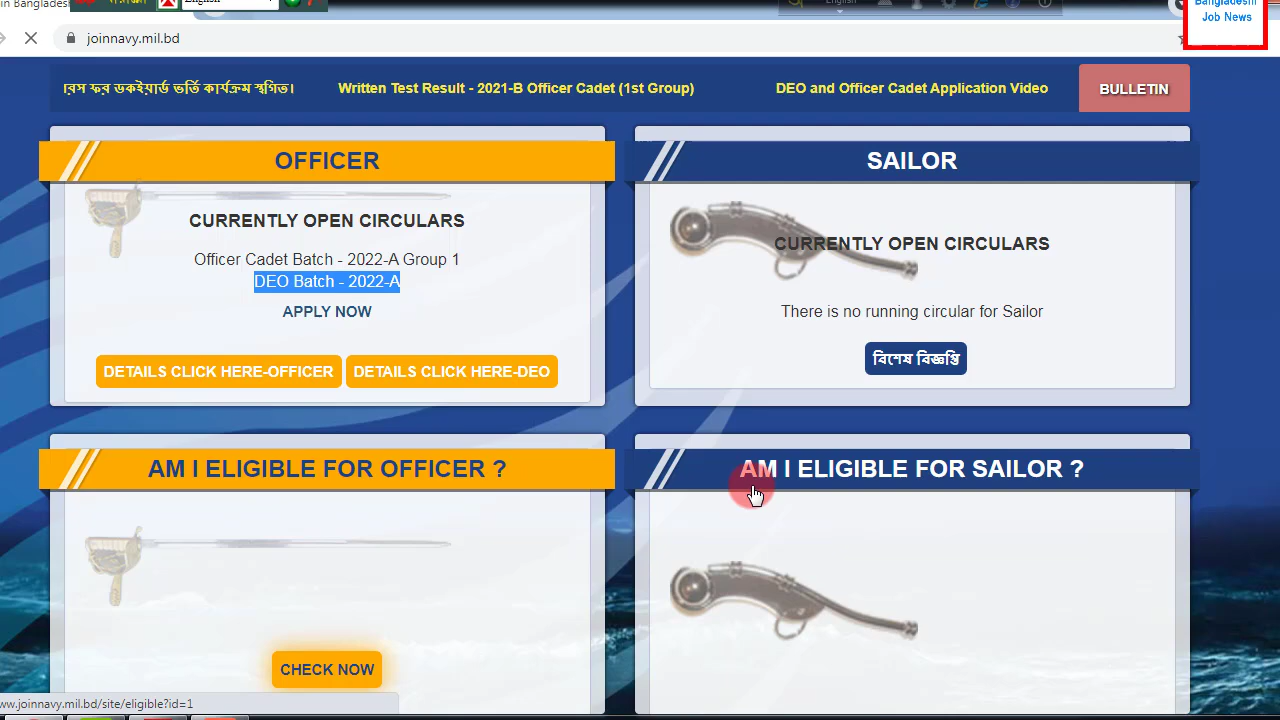 in Bangladesh
English
English
Bangladeshi
Job News
joinnavy.mil.bd
রেস ফর ডকইয়ার্ড ভর্তি কার্যক্রম স্থগিত।
Written Test Result - 2021-B Officer Cadet (1st Group)
DEO and Officer Cadet Application Video
BULLETIN
OFFICER
CURRENTLY OPEN CIRCULARS
Officer Cadet Batch - 2022-A Group 1
DEO Batch - 2022-A
APPLY NOW
DETAILS CLICK HERE-OFFICER
DETAILS CLICK HERE-DEO
SAILOR
CURRENTLY OPEN CIRCULARS
There is no running circular for Sailor
বিশেষ বিজ্ঞপ্তি
AM I ELIGIBLE FOR OFFICER ?
CHECK NOW
AM I ELIGIBLE FOR SAILOR ?
ww.joinnavy.mil.bd/site/eligible?id=1